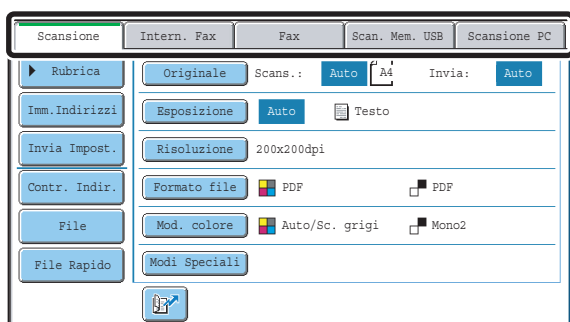 Scansione Intern. Fax Fax Scan. Mem. USB Scansione PC
Rubrica Originale Scans.: Auto A4 Invia: Auto
Imm.Indirizzi Esposizione Auto Testo
Invia Impost. Risoluzione 200x200dpi
Contr. Indir. Formato file PDF PDF
File Mod. colore Auto/Sc. grigi Mono2
File Rapido Modi Speciali